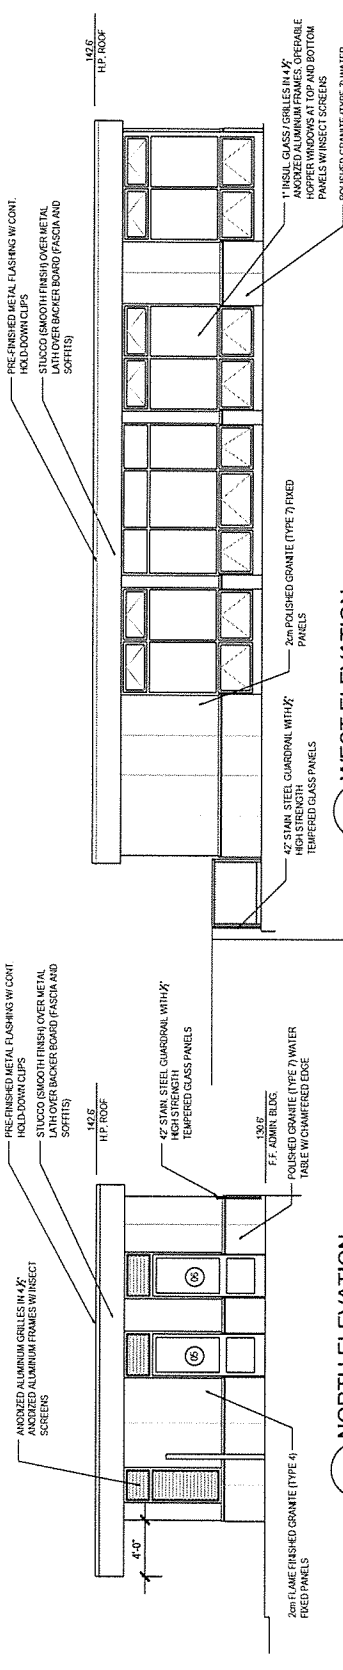 PRE-FINISHED METAL FLASHING W/ CONT
HOLD-DOWN CLIPS
STUCCO (SMOOTH FINISH) OVER METAL
LATH OVER BACKER BOARD (FASCIA AND
SOFFITS)
ANODIZED ALUMINUM GRILLES IN 4½"
ANODIZED ALUMINUM FRAMES W/ INSECT
SCREENS
142.6'
H.P. ROOF
42" STAIN. STEEL GUARDRAIL WITH ½"
HIGH STRENGTH
TEMPERED GLASS PANELS
130.6'
F.F. ADMIN. BLDG.
POLISHED GRANITE (TYPE 7) WATER
TABLE W/ CHAMFERED EDGE
4'-0"
05
06
2cm FLAME FINISHED GRANITE (TYPE 4)
FIXED PANELS
NORTH ELEVATION
PRE-FINISHED METAL FLASHING W/ CONT.
HOLD-DOWN CLIPS
STUCCO (SMOOTH FINISH) OVER METAL
LATH OVER BACKER BOARD (FASCIA AND
SOFFITS)
142.6'
H.P. ROOF
42" STAIN. STEEL GUARDRAIL WITH ½"
HIGH STRENGTH
TEMPERED GLASS PANELS
2cm POLISHED GRANITE (TYPE 7) FIXED
PANELS
1" INSUL GLASS / GRILLES IN 4½"
ANODIZED ALUMINUM FRAMES, OPERABLE
HOPPER WINDOWS AT TOP AND BOTTOM
PANELS W/ INSECT SCREENS
POLISHED GRANITE (TYPE 7) WATER
WEST ELEVATION